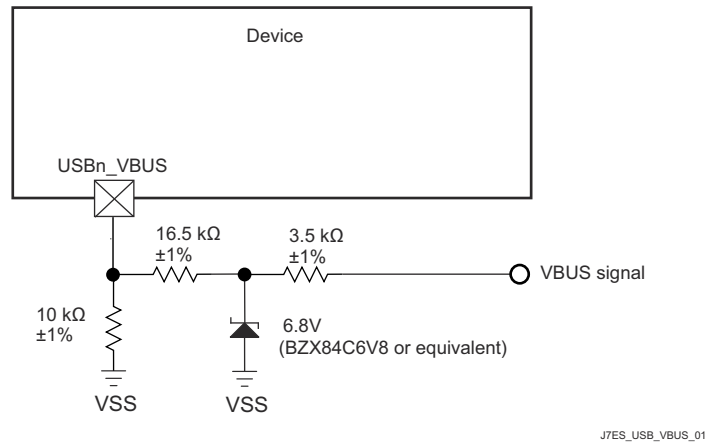 Device
USBn_VBUS
16.5 kΩ
±1%
3.5 kΩ
±1%
VBUS signal
10 kΩ
±1%
6.8V
(BZX84C6V8 or equivalent)
VSS
VSS
J7ES_USB_VBUS_01